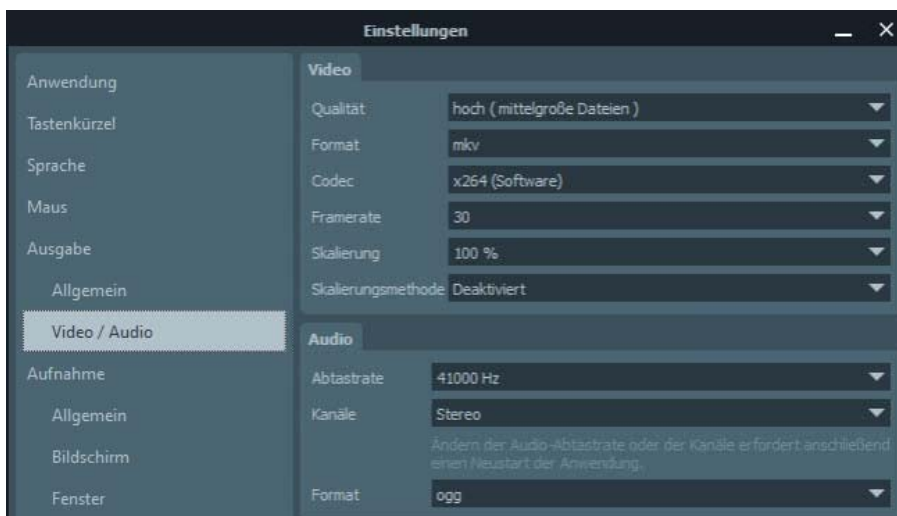 Einstellungen
Anwendung
Tastenkürzel
Sprache
Maus
Ausgabe
Allgemein
Video / Audio
Aufnahme
Allgemein
Bildschirm
Fenster
Video
Qualität hoch ( mittelgroße Dateien )
Format mkv
Codec x264 (Software)
Framerate 30
Skalierung 100 %
Skalierungsmethode Deaktiviert
Audio
Abtastrate 41000 Hz
Kanäle Stereo
Ändern der Audio-Abtastrate oder der Kanäle erfordert anschließend
einen Neustart der Anwendung.
Format ogg